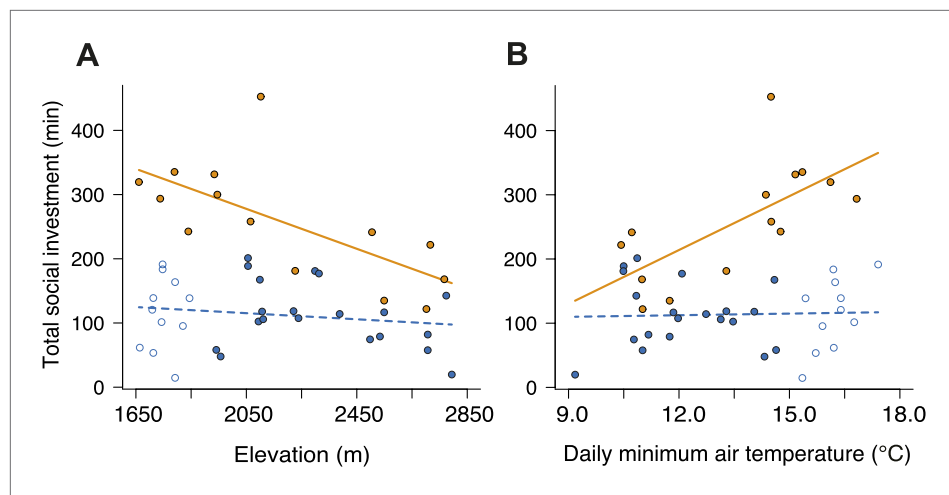 A
B
Total social investment (min)
400
300
200
100
0
1650 2050 2450 2850
Elevation (m)
400
300
200
100
0
9.0 12.0 15.0 18.0
Daily minimum air temperature (°C)